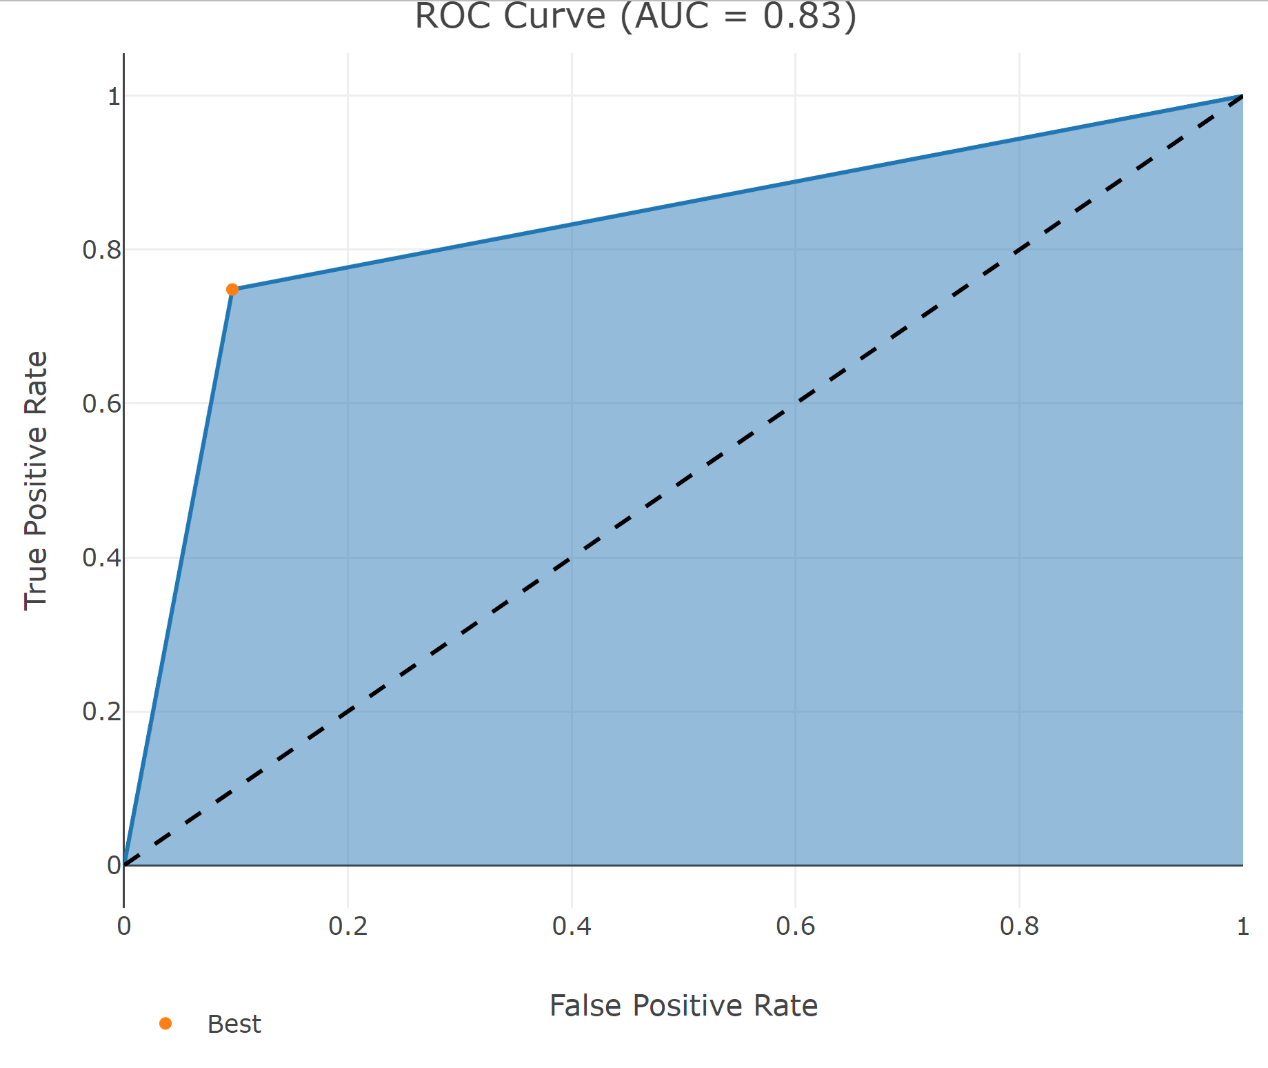 ROC Curve (AUC = 0.83)
1
0.8
0.6
0.4
0.2
0
True Positive Rate
0 0.2 0.4 0.6 0.8 1
False Positive Rate
Best